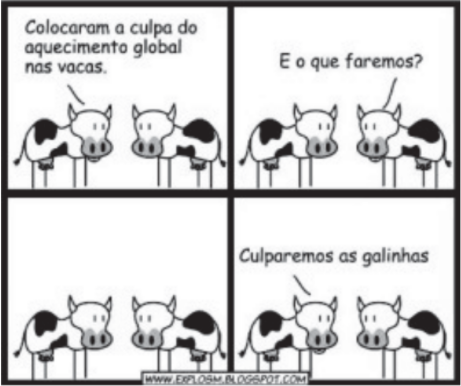 Colocaram a culpa do
aquecimento global
nas vacas.
E o que faremos?
Culparemos as galinhas
WWW.EXPLOSM.BLOGSPOT.COM